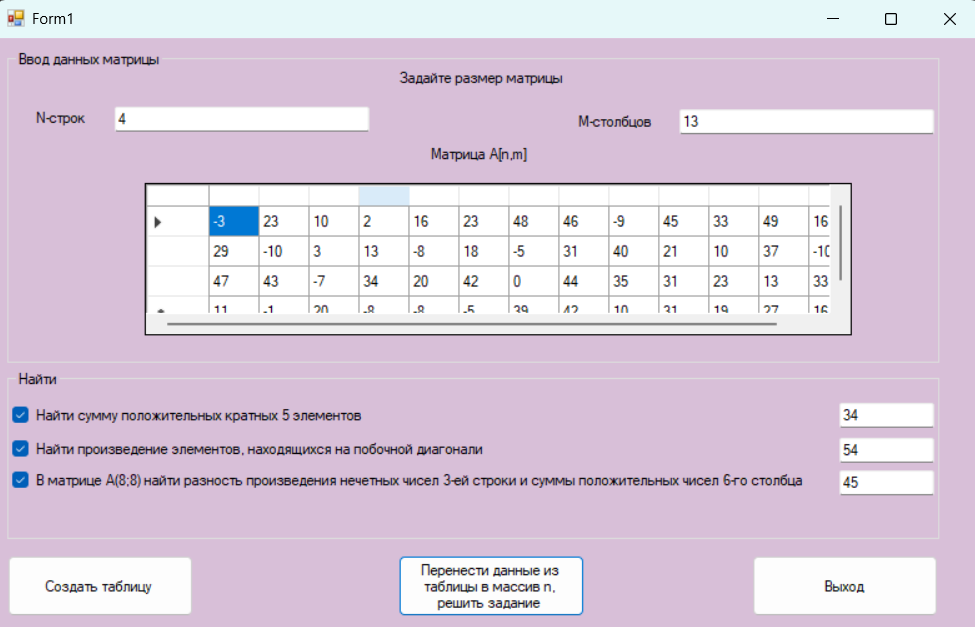 Form1
Ввод данных матрицы
Задайте размер матрицы
N-строк 4 М-столбцов 13
Матрица A[n,m]
-3 23 10 2 16 23 48 46 -9 45 33 49 16
29 -10 3 13 -8 18 -5 31 40 21 10 37 -10
47 43 -7 34 20 42 0 44 35 31 23 13 33
11 -1 20 -8 -8 -5 39 42 10 31 19 27 16
Найти
Найти сумму положительных кратных 5 элементов 34
Найти произведение элементов, находящихся на побочной диагонали 54
В матрице А(8;8) найти разность произведения нечетных чисел 3-ей строки и суммы положительных чисел 6-го столбца 45
Создать таблицу
Перенести данные из
таблицы в массив n,
решить задание
Выход